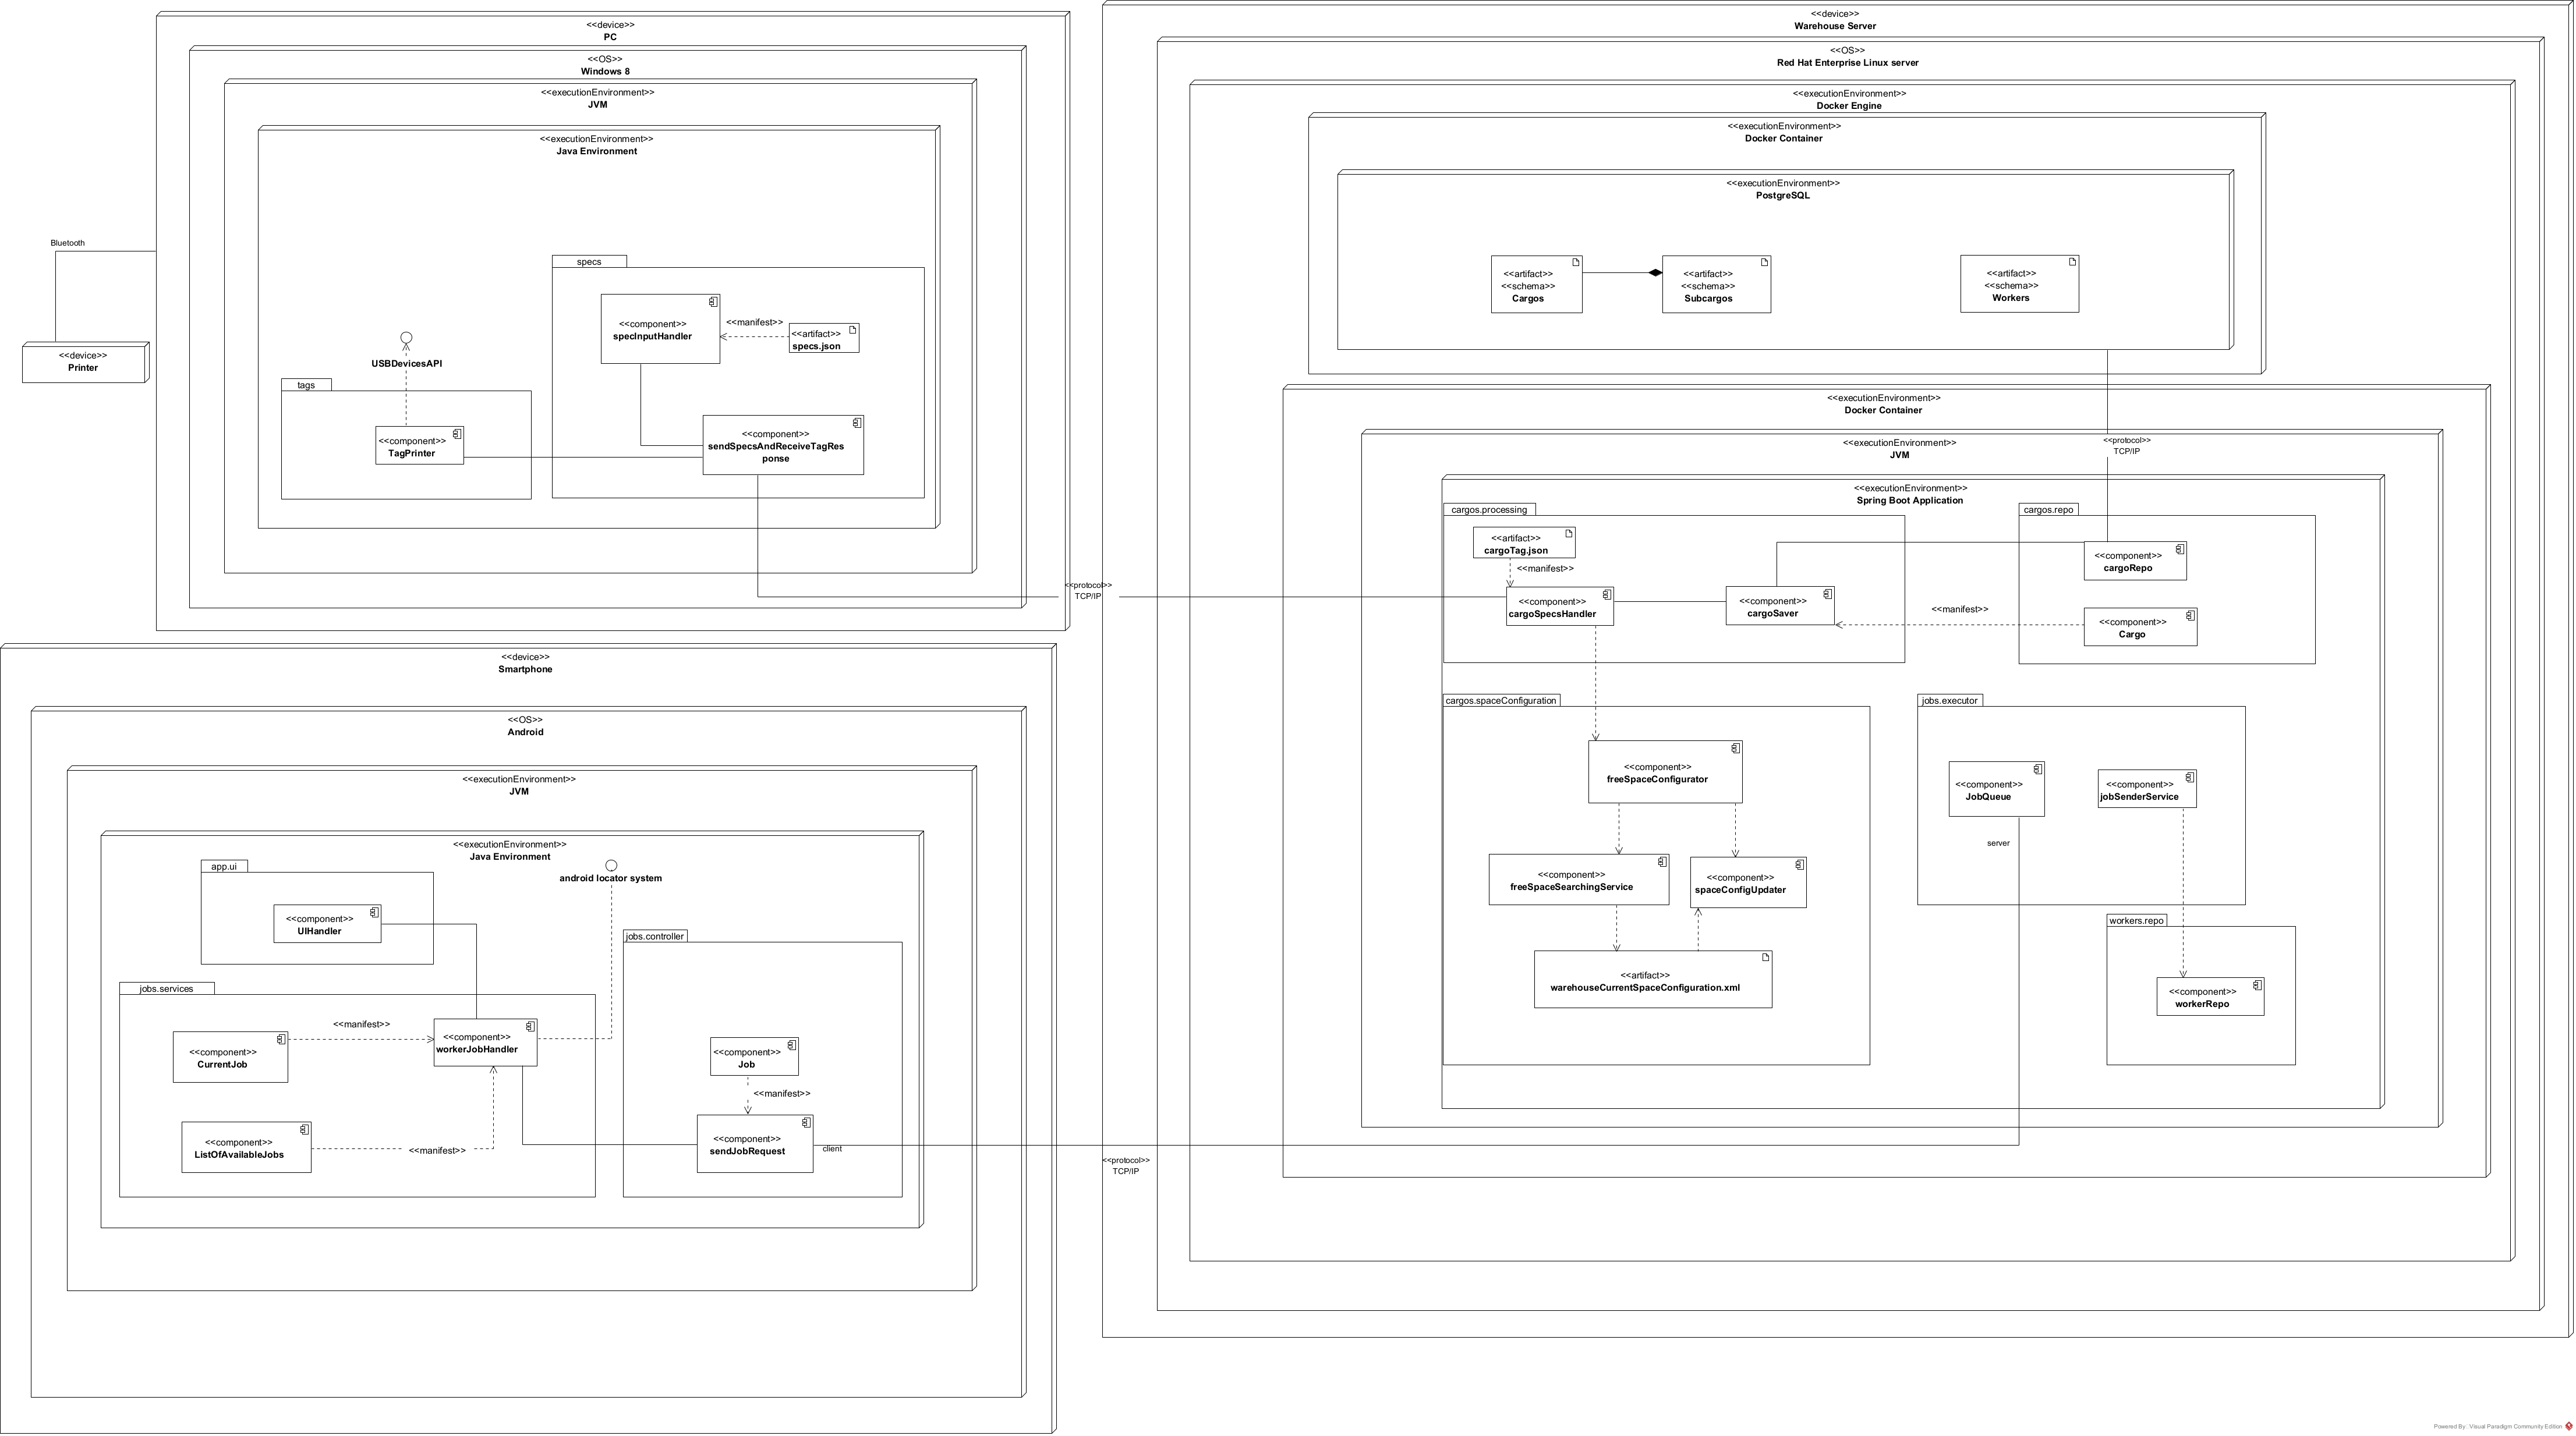 <<device>>
PC
<<OS>>
Windows 8
<<executionEnvironment>>
JVM
<<executionEnvironment>>
Java Environment
Bluetooth
<<device>>
Printer
USBDevicesAPI
tags
<<component>>
TagPrinter
specs
<<component>>
specInputHandler
<<manifest>>
<<artifact>>
specs.json
<<component>>
sendSpecsAndReceiveTagRes
ponse
<<protocol>>
TCP/IP
<<device>>
Smartphone
<<OS>>
Android
<<executionEnvironment>>
JVM
<<executionEnvironment>>
Java Environment
app.ui
<<component>>
UIHandler
android locator system
jobs.services
<<component>>
CurrentJob
<<manifest>>
<<component>>
workerJobHandler
<<component>>
ListOfAvailableJobs
<<manifest>>
jobs.controller
<<component>>
Job
<<manifest>>
<<component>>
sendJobRequest
client
<<protocol>>
TCP/IP
<<device>>
Warehouse Server
<<OS>>
Red Hat Enterprise Linux server
<<executionEnvironment>>
Docker Engine
<<executionEnvironment>>
Docker Container
<<executionEnvironment>>
PostgreSQL
<<artifact>>
<<schema>>
Cargos
<<artifact>>
<<schema>>
Subcargos
<<artifact>>
<<schema>>
Workers
<<executionEnvironment>>
Docker Container
<<executionEnvironment>>
JVM
<<protocol>>
TCP/IP
<<executionEnvironment>>
Spring Boot Application
cargos.processing
<<artifact>>
cargoTag.json
<<manifest>>
<<component>>
cargoSpecsHandler
<<component>>
cargoSaver
cargos.repo
<<component>>
cargoRepo
<<manifest>>
<<component>>
Cargo
cargos.spaceConfiguration
<<component>>
freeSpaceConfigurator
<<component>>
freeSpaceSearchingService
<<component>>
spaceConfigUpdater
<<artifact>>
warehouseCurrentSpaceConfiguration.xml
jobs.executor
<<component>>
JobQueue
<<component>>
jobSenderService
server
workers.repo
<<component>>
workerRepo
Powered By: Visual Paradigm Community Edition